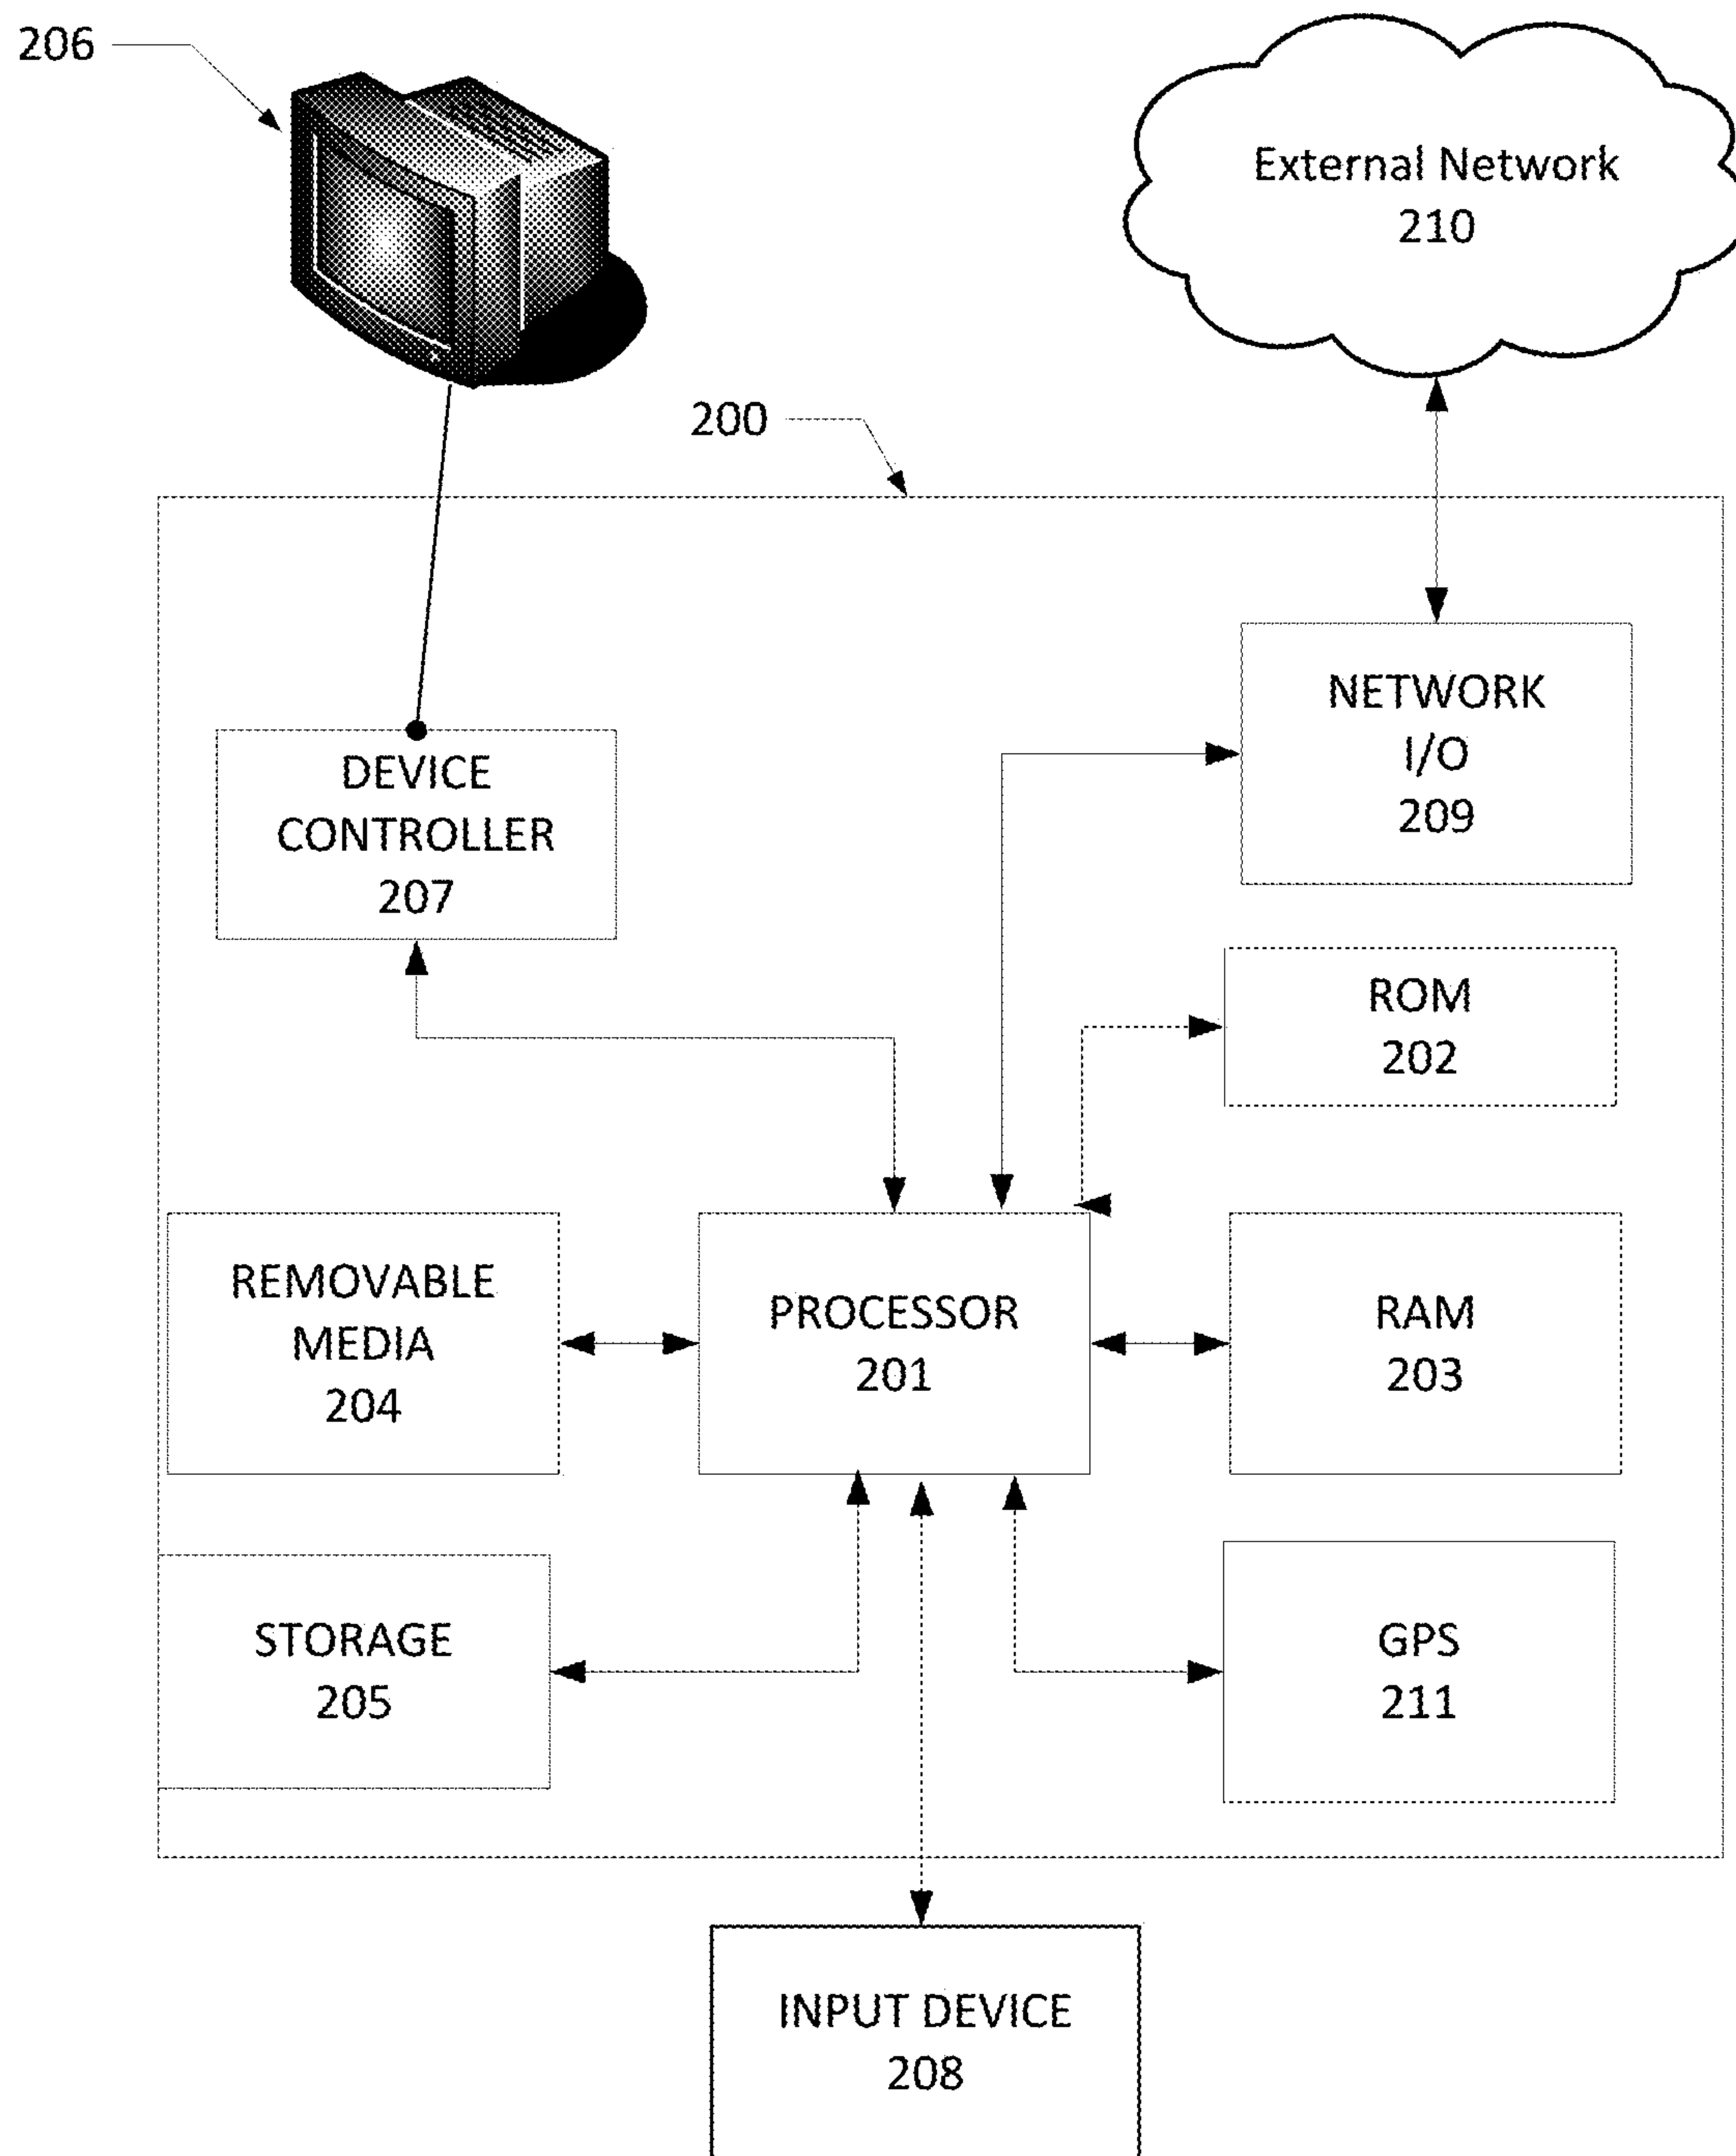 206
External Network
210
200
NETWORK
I/O
209
DEVICE
CONTROLLER
207
ROM
202
REMOVABLE
MEDIA
204
PROCESSOR
201
RAM
203
STORAGE
205
GPS
211
INPUT DEVICE
208